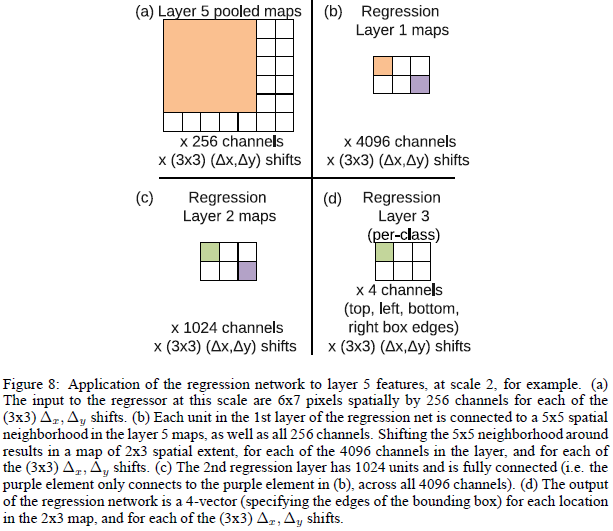 (a) Layer 5 pooled maps
x 256 channels
x (3x3) (Δx,Δy) shifts
(b) Regression
Layer 1 maps
x 4096 channels
x (3x3) (Δx,Δy) shifts
(c) Regression
Layer 2 maps
x 1024 channels
x (3x3) (Δx,Δy) shifts
(d) Regression
Layer 3
(per-class)
x 4 channels
(top, left, bottom,
right box edges)
x (3x3) (Δx,Δy) shifts
Figure 8: Application of the regression network to layer 5 features, at scale 2, for example. (a)
The input to the regressor at this scale are 6x7 pixels spatially by 256 channels for each of the
(3x3) Δx, Δy shifts. (b) Each unit in the 1st layer of the regression net is connected to a 5x5 spatial
neighborhood in the layer 5 maps, as well as all 256 channels. Shifting the 5x5 neighborhood around
results in a map of 2x3 spatial extent, for each of the 4096 channels in the layer, and for each of
the (3x3) Δx, Δy shifts. (c) The 2nd regression layer has 1024 units and is fully connected (i.e. the
purple element only connects to the purple element in (b), across all 4096 channels). (d) The output
of the regression network is a 4-vector (specifying the edges of the bounding box) for each location
in the 2x3 map, and for each of the (3x3) Δx, Δy shifts.